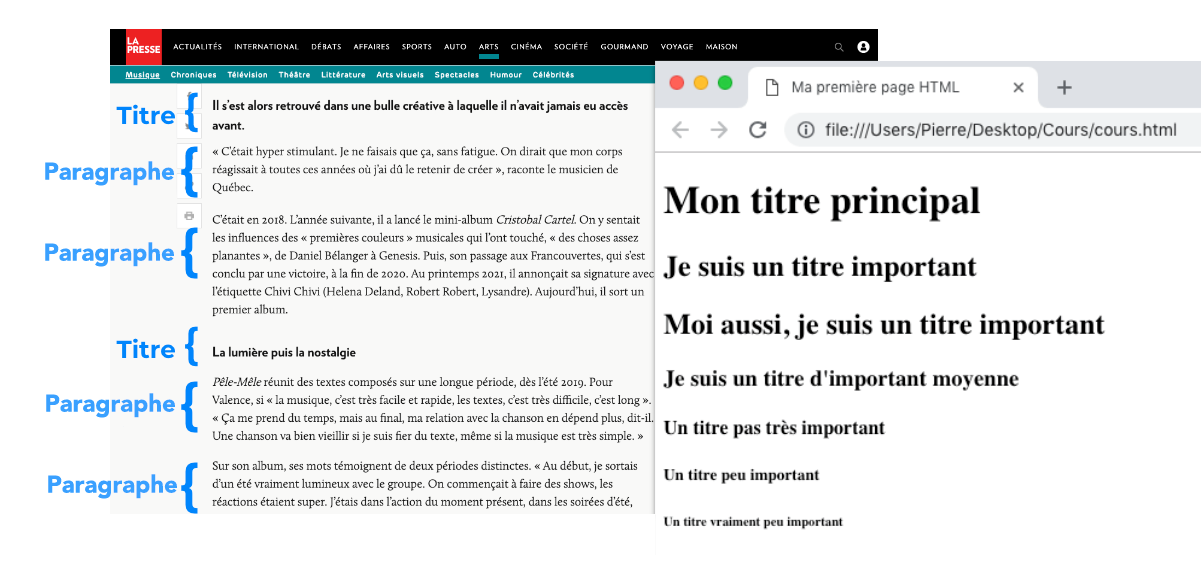 LA
PRESSE
ACTUALITÉS INTERNATIONAL DÉBATS AFFAIRES SPORTS AUTO ARTS CINÉMA SOCIÉTÉ GOURMAND VOYAGE MAISON
Musique Chroniques Télévision Théâtre Littérature Arts visuels Spectacles Humour Célébrités
Titre
Il s'est alors retrouvé dans une bulle créative à laquelle il n'avait jamais eu accès
avant.
Paragraphe
« C'était hyper stimulant. Je ne faisais que ça, sans fatigue. On dirait que mon corps
réagissait à toutes ces années où j'ai dû le retenir de créer », raconte le musicien de
Québec.
Paragraphe
C'était en 2018. L'année suivante, il a lancé le mini-album Cristobal Cartel. On y sentait
les influences des « premières couleurs » musicales qui l'ont touché, « des choses assez
planantes », de Daniel Bélanger à Genesis. Puis, son passage aux Francouvertes, qui s'est
conclu par une victoire, à la fin de 2020. Au printemps 2021, il annonçait sa signature avec
l'étiquette Chivi Chivi (Helena Deland, Robert Robert, Lysandre). Aujourd'hui, il sort un
premier album.
Titre
La lumière puis la nostalgie
Paragraphe
Pêle-Mêle réunit des textes composés sur une longue période, dès l'été 2019. Pour
Valence, si « la musique, c'est très facile et rapide, les textes, c'est très difficile, c'est long ».
« Ça me prend du temps, mais au final, ma relation avec la chanson en dépend plus, dit-il.
Une chanson va bien vieillir si je suis fier du texte, même si la musique est très simple. »
Paragraphe
Sur son album, ses mots témoignent de deux périodes distinctes. « Au début, je sortais
d'un été vraiment lumineux avec le groupe. On commençait à faire des shows, les
réactions étaient super. J'étais dans l'action du moment présent, dans les soirées d'été,
Ma première page HTML
file:///Users/Pierre/Desktop/Cours/cours.html
Mon titre principal
Je suis un titre important
Moi aussi, je suis un titre important
Je suis un titre d'important moyenne
Un titre pas très important
Un titre peu important
Un titre vraiment peu important